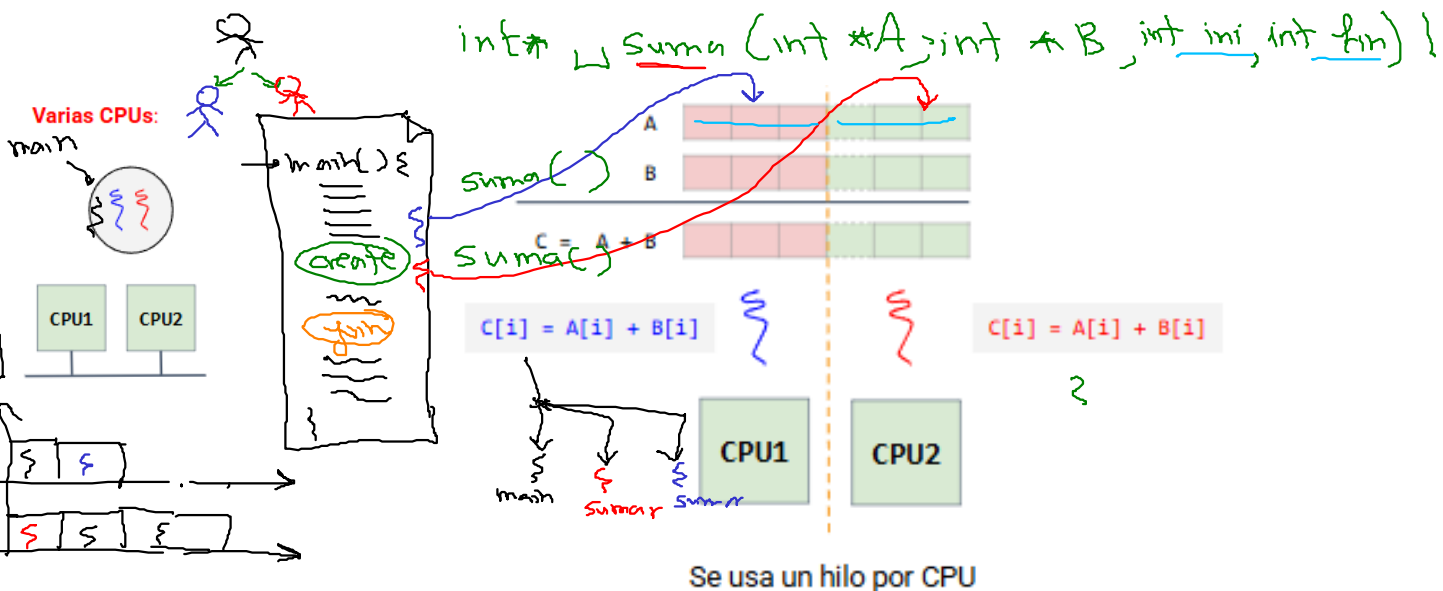 int* suma (int *A, int *B, int ini, int fin) {
Varias CPUs:
main
main() {
create
join
}
CPU1 CPU2
suma( )
suma( )
A
B
C = A + B
C[i] = A[i] + B[i]
C[i] = A[i] + B[i]
CPU1
CPU2
main
sumar
sumar
Se usa un hilo por CPU